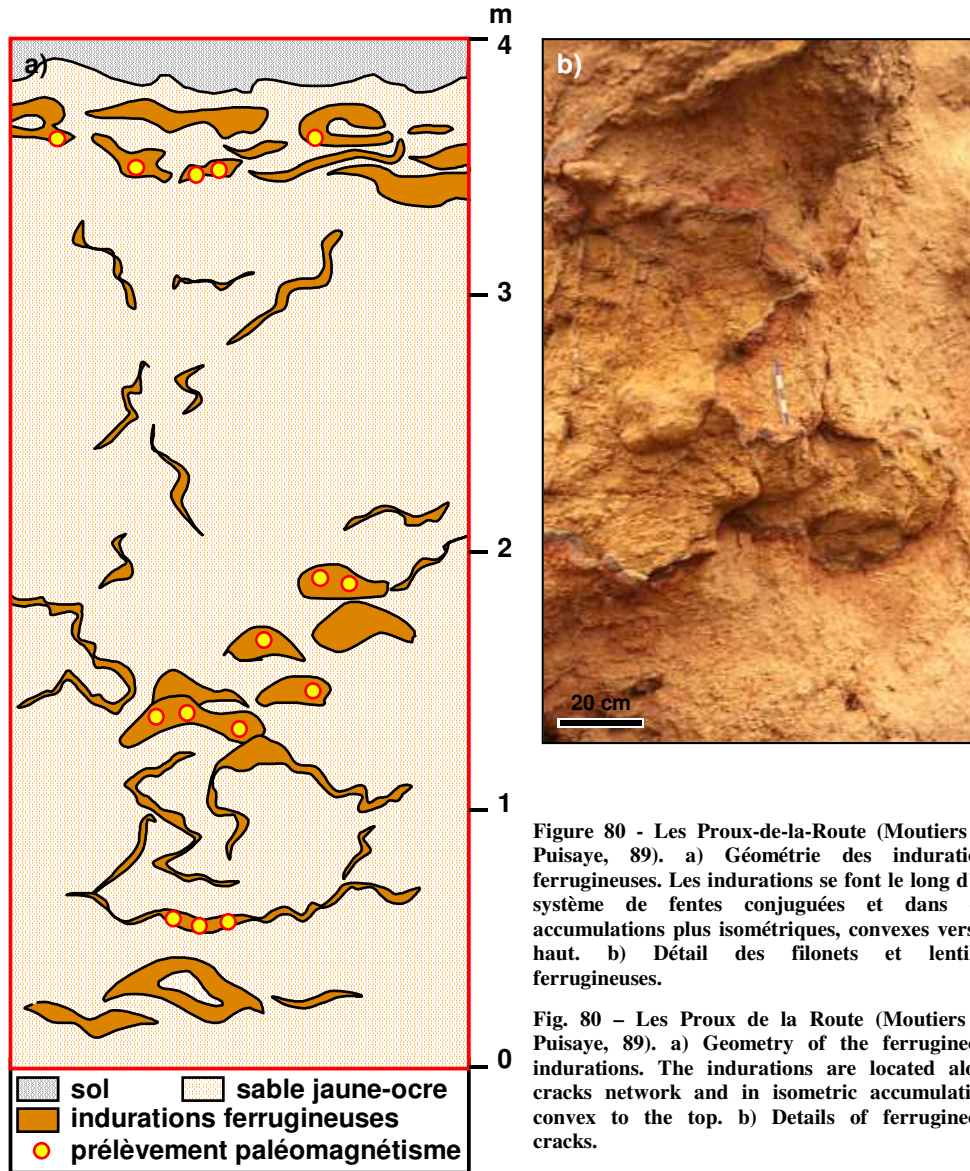 m
4
a)
b)
3
2
20 cm
1
0
sol
sable jaune-ocre
indurations ferrugineuses
prélèvement paléomagnétisme
Figure 80 - Les Proux-de-la-Route (Moutiers
Puisaye, 89). a) Géométrie des
ferrugineuses. Les indurations se font le long
système de fentes conjuguées et dans
accumulations plus isométriques, convexes
haut. b) Détail des filonets et
ferrugineuses.
Fig. 80 – Les Proux de la Route (Moutiers
Puisaye, 89). a) Geometry of the
indurations. The indurations are located
cracks network and in isometric
convex to the top. b) Details of
cracks.